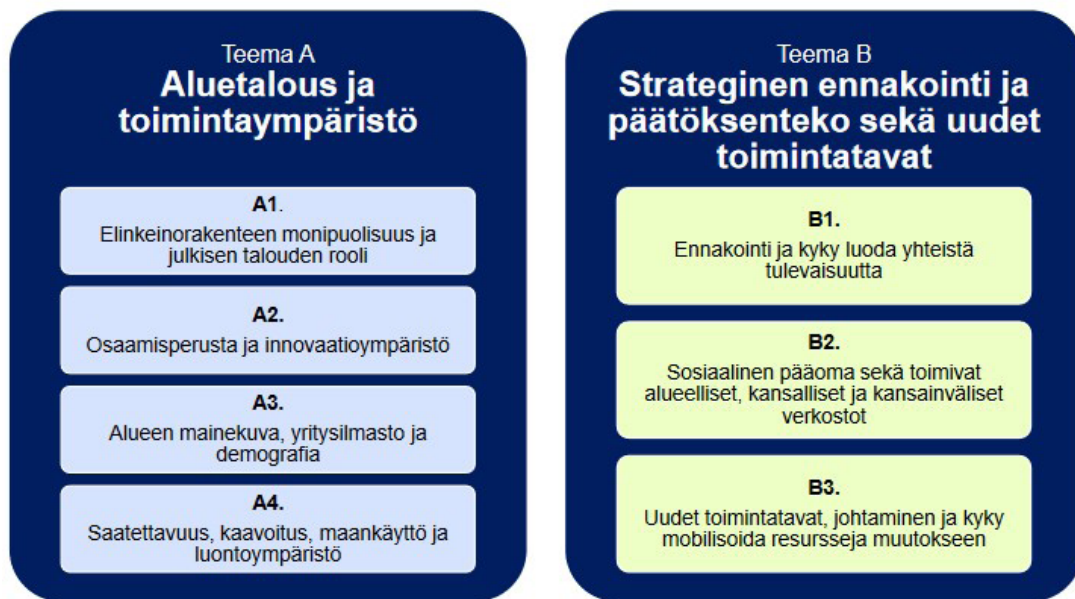 Teema A
Aluetalous ja
toimintaympäristö
A1.
Elinkeinorakenteen monipuolisuus ja
julkisen talouden rooli
A2.
Osaamisperusta ja innovaatioympäristö
A3.
Alueen mainekuva, yritysilmasto ja
demografia
A4.
Saatettavuus, kaavoitus, maankäyttö ja
luontoympäristö
Teema B
Strateginen ennakointi ja
päätöksenteko sekä uudet
toimintatavat
B1.
Ennakointi ja kyky luoda yhteistä
tulevaisuutta
B2.
Sosiaalinen pääoma sekä toimivat
alueelliset, kansalliset ja kansainväliset
verkostot
B3.
Uudet toimintatavat, johtaminen ja kyky
mobilisoida resursseja muutokseen